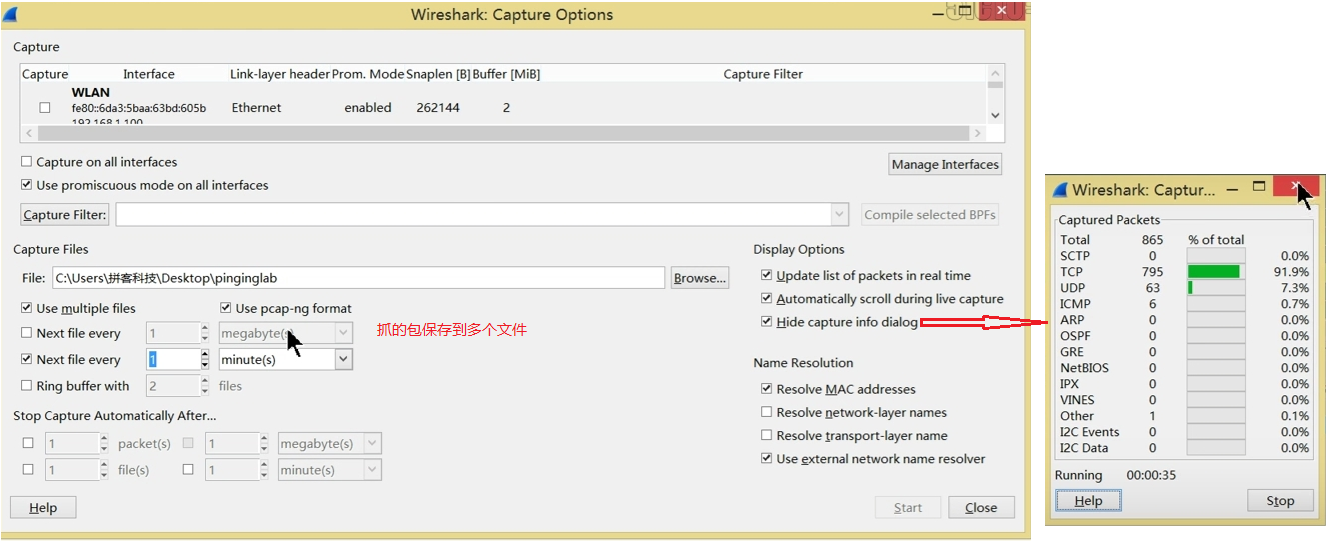 Wireshark: Capture Options
Capture
Capture Interface Link-layer header Prom. Mode Snaplen [B] Buffer [MiB] Capture Filter
WLAN
fe80::6da3:5baa:63bd:605b Ethernet enabled 262144 2
192.168.1.100
Capture on all interfaces
Manage Interfaces
Use promiscuous mode on all interfaces
Capture Filter: Compile selected BPFs
Capture Files
File: C:\Users\拼客科技\Desktop\pinginglab Browse...
Use multiple files Use pcap-ng format
Next file every 1 megabyte(s)
抓的包保存到多个文件
Next file every 1 minute(s)
Ring buffer with 2 files
Stop Capture Automatically After...
1 packet(s) 1 megabyte(s)
1 file(s) 1 minute(s)
Display Options
Update list of packets in real time
Automatically scroll during live capture
Hide capture info dialog
Name Resolution
Resolve MAC addresses
Resolve network-layer names
Resolve transport-layer name
Use external network name resolver
Help Start Close
Wireshark: Captur...
Captured Packets
Total 865 % of total
SCTP 0 0.0%
TCP 795 91.9%
UDP 63 7.3%
ICMP 6 0.7%
ARP 0 0.0%
OSPF 0 0.0%
GRE 0 0.0%
NetBIOS 0 0.0%
IPX 0 0.0%
VINES 0 0.0%
Other 1 0.1%
I2C Events 0 0.0%
I2C Data 0 0.0%
Running 00:00:35
Help Stop